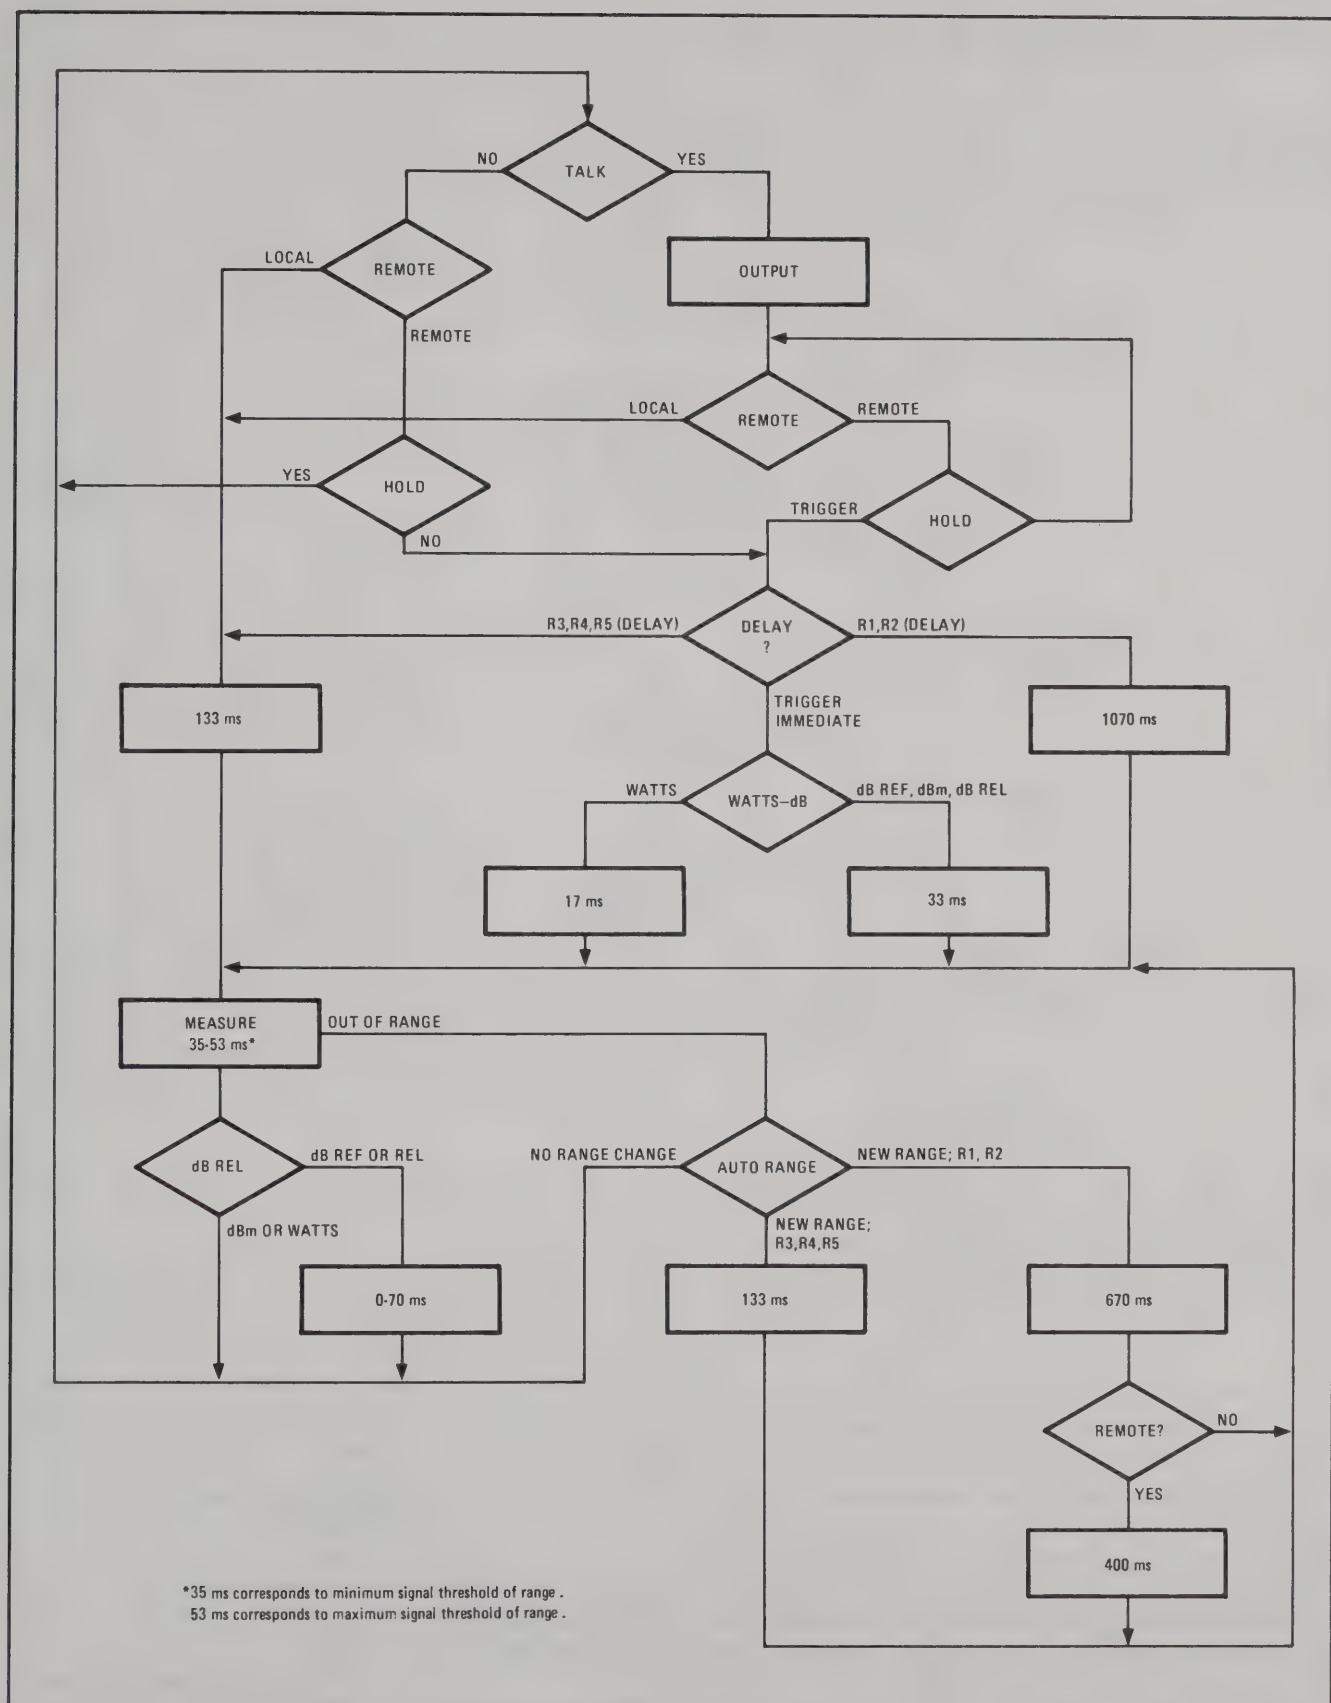 NO
TALK
YES
LOCAL
REMOTE
OUTPUT
REMOTE
LOCAL
REMOTE
REMOTE
YES
HOLD
TRIGGER
HOLD
NO
R3,R4,R5 (DELAY)
DELAY
?
R1,R2 (DELAY)
133 ms
TRIGGER
IMMEDIATE
1070 ms
WATTS
WATTS–dB
dB REF, dBm, dB REL
17 ms
33 ms
MEASURE
35-53 ms*
OUT OF RANGE
dB REL
dB REF OR REL
NO RANGE CHANGE
AUTO RANGE
NEW RANGE; R1, R2
dBm OR WATTS
NEW RANGE;
R3,R4,R5
0-70 ms
133 ms
670 ms
REMOTE?
NO
YES
400 ms
*35 ms corresponds to minimum signal threshold of range .
53 ms corresponds to maximum signal threshold of range .